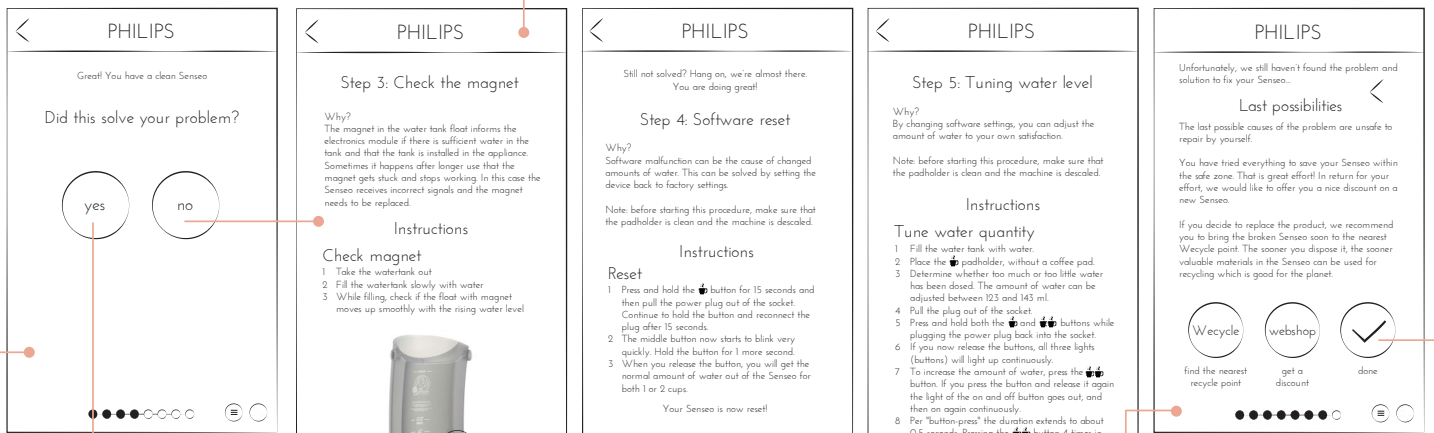 PHILIPS
Great! You have a clean Senseo
Did this solve your problem?
yes
no
PHILIPS
Step 3: Check the magnet
Why?
The magnet in the water tank float informs the
electronics module if there is sufficient water in the
tank and that the tank is installed in the appliance.
Sometimes it happens after longer use that the
magnet gets stuck and stops working. In this case the
Senseo receives incorrect signals and the magnet
needs to be replaced.
Instructions
Check magnet
1 Take the watertank out
2 Fill the watertank slowly with water
3 While filling, check if the float with magnet
moves up smoothly with the rising water level
PHILIPS
Still not solved? Hang on, we're almost there.
You are doing great!
Step 4: Software reset
Why?
Software malfunction can be the cause of changed
amounts of water. This can be solved by setting the
device back to factory settings.
Note: before starting this procedure, make sure that
the padholder is clean and the machine is descaled.
Instructions
Reset
1 Press and hold the button for 15 seconds and
then pull the power plug out of the socket.
Continue to hold the button and reconnect the
plug after 15 seconds.
2 The middle button now starts to blink very
quickly. Hold the button for 1 more second.
3 When you release the button, you will get the
normal amount of water out of the Senseo for
both 1 or 2 cups.
Your Senseo is now reset!
PHILIPS
Step 5: Tuning water level
Why?
By changing software settings, you can adjust the
amount of water to your own satisfaction.
Note: before starting this procedure, make sure that
the padholder is clean and the machine is descaled.
Instructions
Tune water quantity
1 Fill the water tank with water.
2 Place the padholder, without a coffee pad.
3 Determine whether too much or too little water
has been dosed. The amount of water can be
adjusted between 123 and 143 ml.
4 Pull the plug out of the socket.
5 Press and hold both the and buttons while
plugging the power plug back into the socket.
6 If you now release the buttons, all three lights
(buttons) will light up continuously.
7 To increase the amount of water, press the
button. If you press the button and release it again
the light of the on and off button goes out, and
then on again continuously.
8 Per "button-press" the duration extends to about
0.5 seconds. Pressing the button 4 times is
PHILIPS
Unfortunately, we still haven't found the problem and
solution to fix your Senseo...
Last possibilities
The last possible causes of the problem are unsafe to
repair by yourself.
You have tried everything to save your Senseo within
the safe zone. That is great effort! In return for your
effort, we would like to offer you a nice discount on a
new Senseo.
If you decide to replace the product, we recommend
you to bring the broken Senseo soon to the nearest
Wecycle point. The sooner you dispose it, the sooner
valuable materials in the Senseo can be used for
recycling which is good for the planet.
Wecycle
webshop
find the nearest
recycle point
get a
discount
done